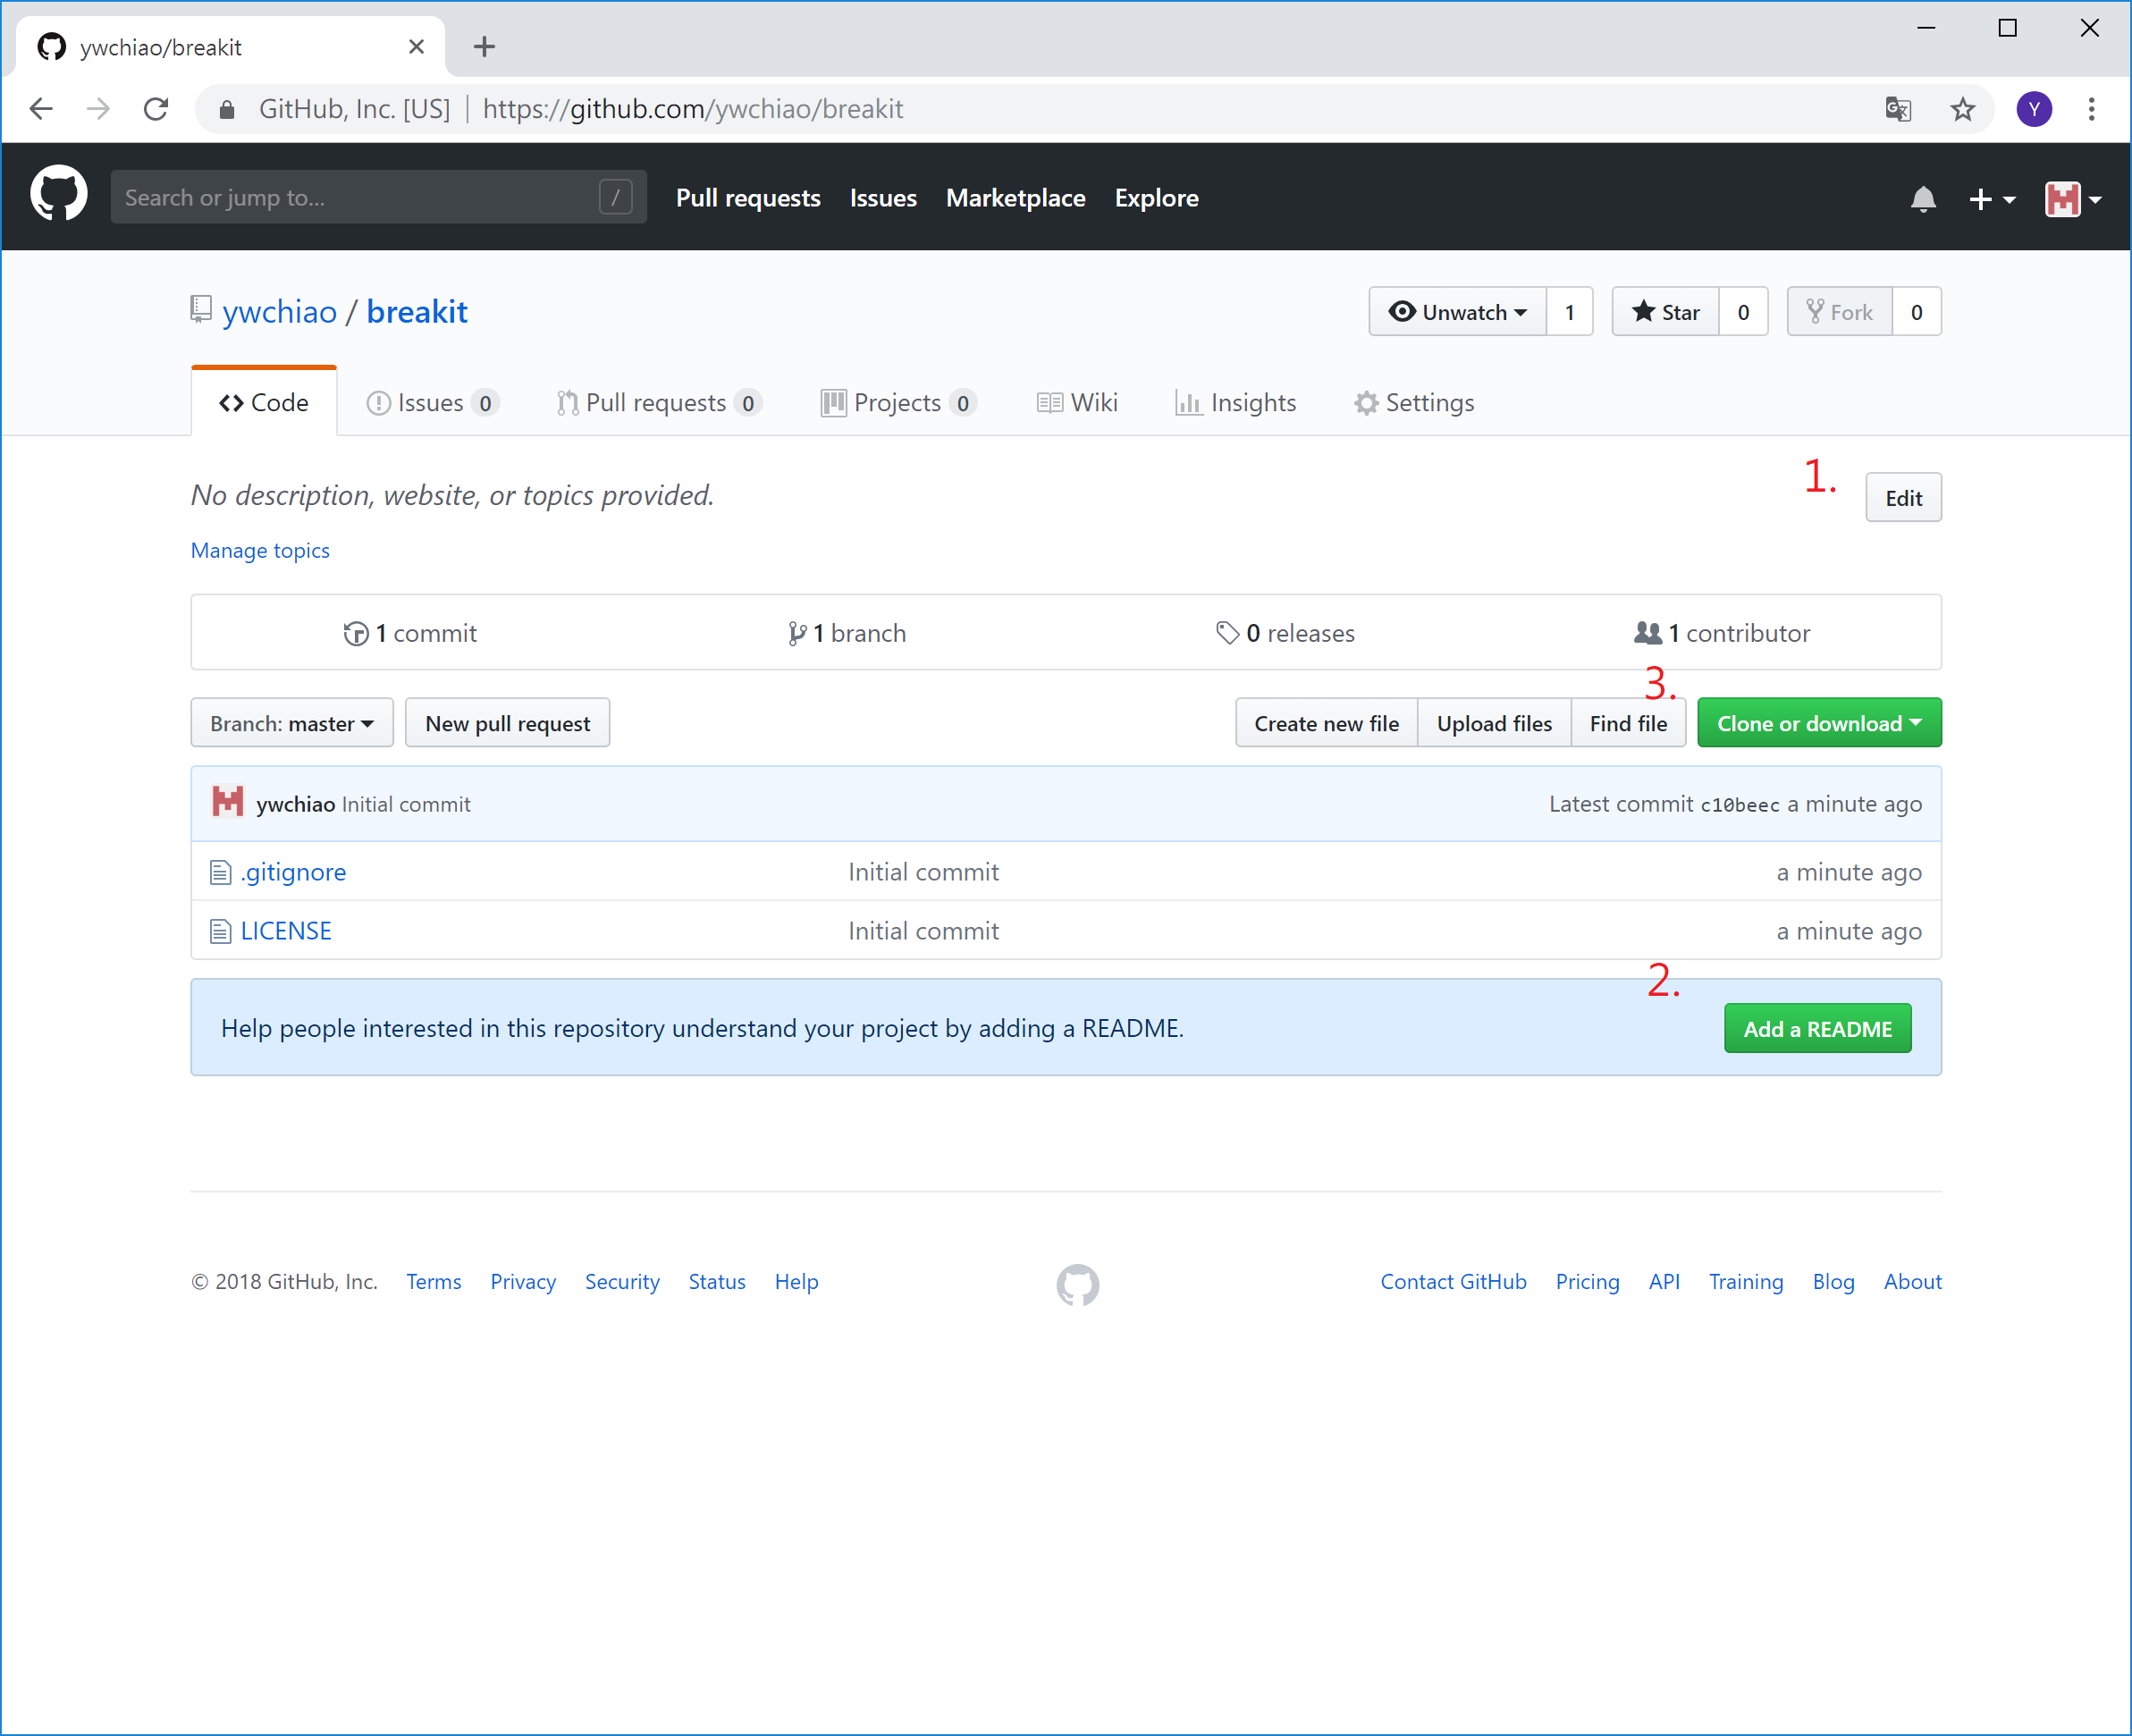 ywchiao/breakit
GitHub, Inc. [US] | https://github.com/ywchiao/breakit
Y
Search or jump to... /
Pull requests Issues Marketplace Explore
ywchiao / breakit
Unwatch 1 Star 0 Fork 0
Code Issues 0 Pull requests 0 Projects 0 Wiki Insights Settings
1.
No description, website, or topics provided.
Edit
Manage topics
1 commit 1 branch 0 releases 1 contributor
3.
Branch: master New pull request Create new file Upload files Find file Clone or download
ywchiao Initial commit Latest commit c10beec a minute ago
.gitignore Initial commit a minute ago
LICENSE Initial commit a minute ago
2.
Help people interested in this repository understand your project by adding a README. Add a README
© 2018 GitHub, Inc. Terms Privacy Security Status Help Contact GitHub Pricing API Training Blog About